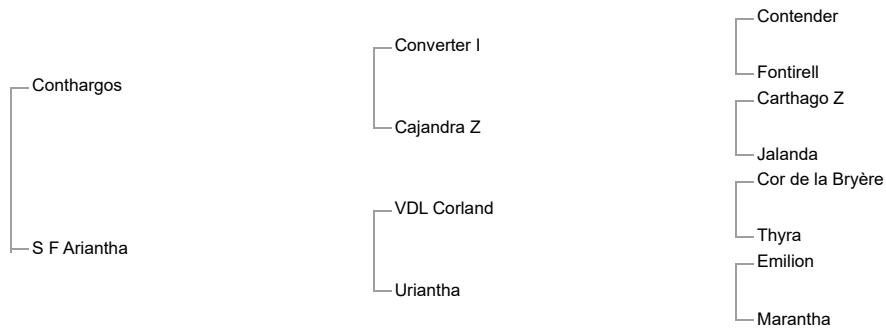 Contender
Converter I
Fontirell
Conthargos
Carthago Z
Cajandra Z
Jalanda
Cor de la Bryère
VDL Corland
Thyra
S F Ariantha
Emilion
Uriantha
Marantha